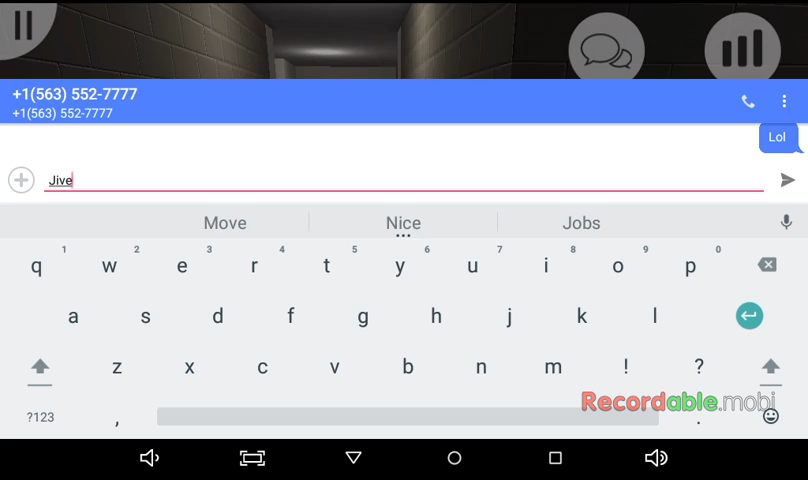 +1(563) 552-7777
+1(563) 552-7777
Lol
Jive
Move Nice Jobs
1 2 3 4 5 6 7 8 9 0
q w e r t y u i o p
a s d f g h j k l
z x c v b n m ! ?
Recordable.mobi
?123 , .